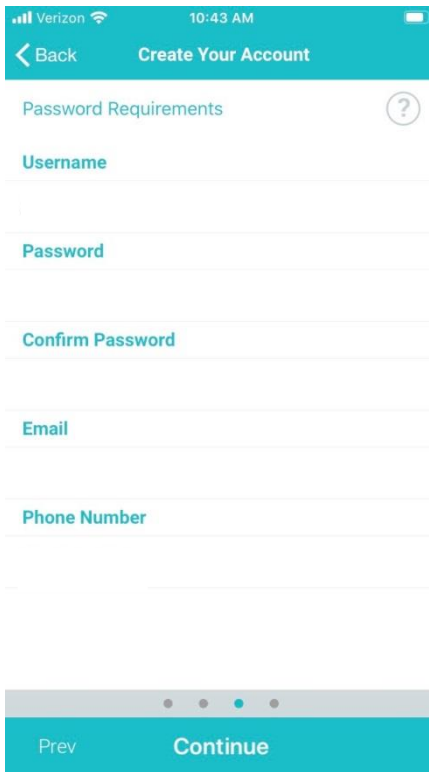 Verizon 10:43 AM
Back Create Your Account
Password Requirements ?
Username
Password
Confirm Password
Email
Phone Number
Prev Continue